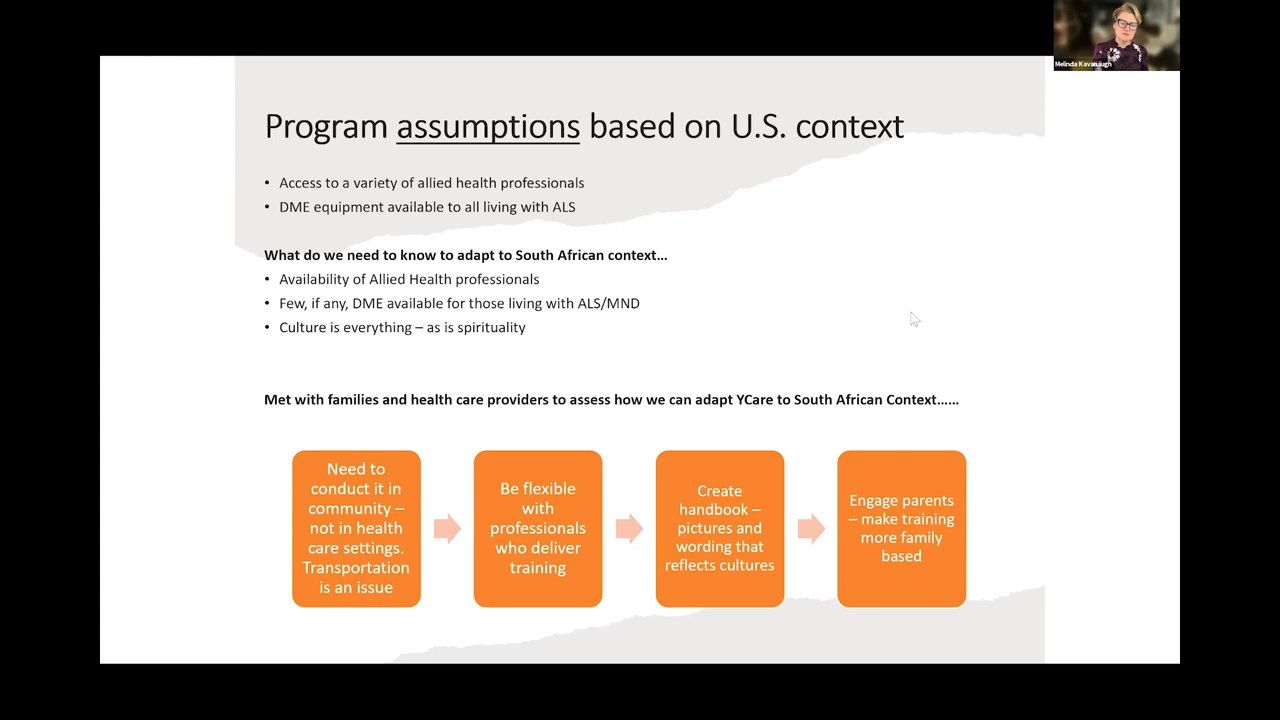 Melinda Kavanaugh
Program assumptions based on U.S. context
• Access to a variety of allied health professionals
• DME equipment available to all living with ALS
What do we need to know to adapt to South African context…
• Availability of Allied Health professionals
• Few, if any, DME available for those living with ALS/MND
• Culture is everything – as is spirituality
Met with families and health care providers to assess how we can adapt YCare to South African Context……
Need to
conduct it in
community –
not in health
care settings.
Transportation
is an issue
Be flexible
with
professionals
who deliver
training
Create
handbook –
pictures and
wording that
reflects cultures
Engage parents
– make training
more family
based